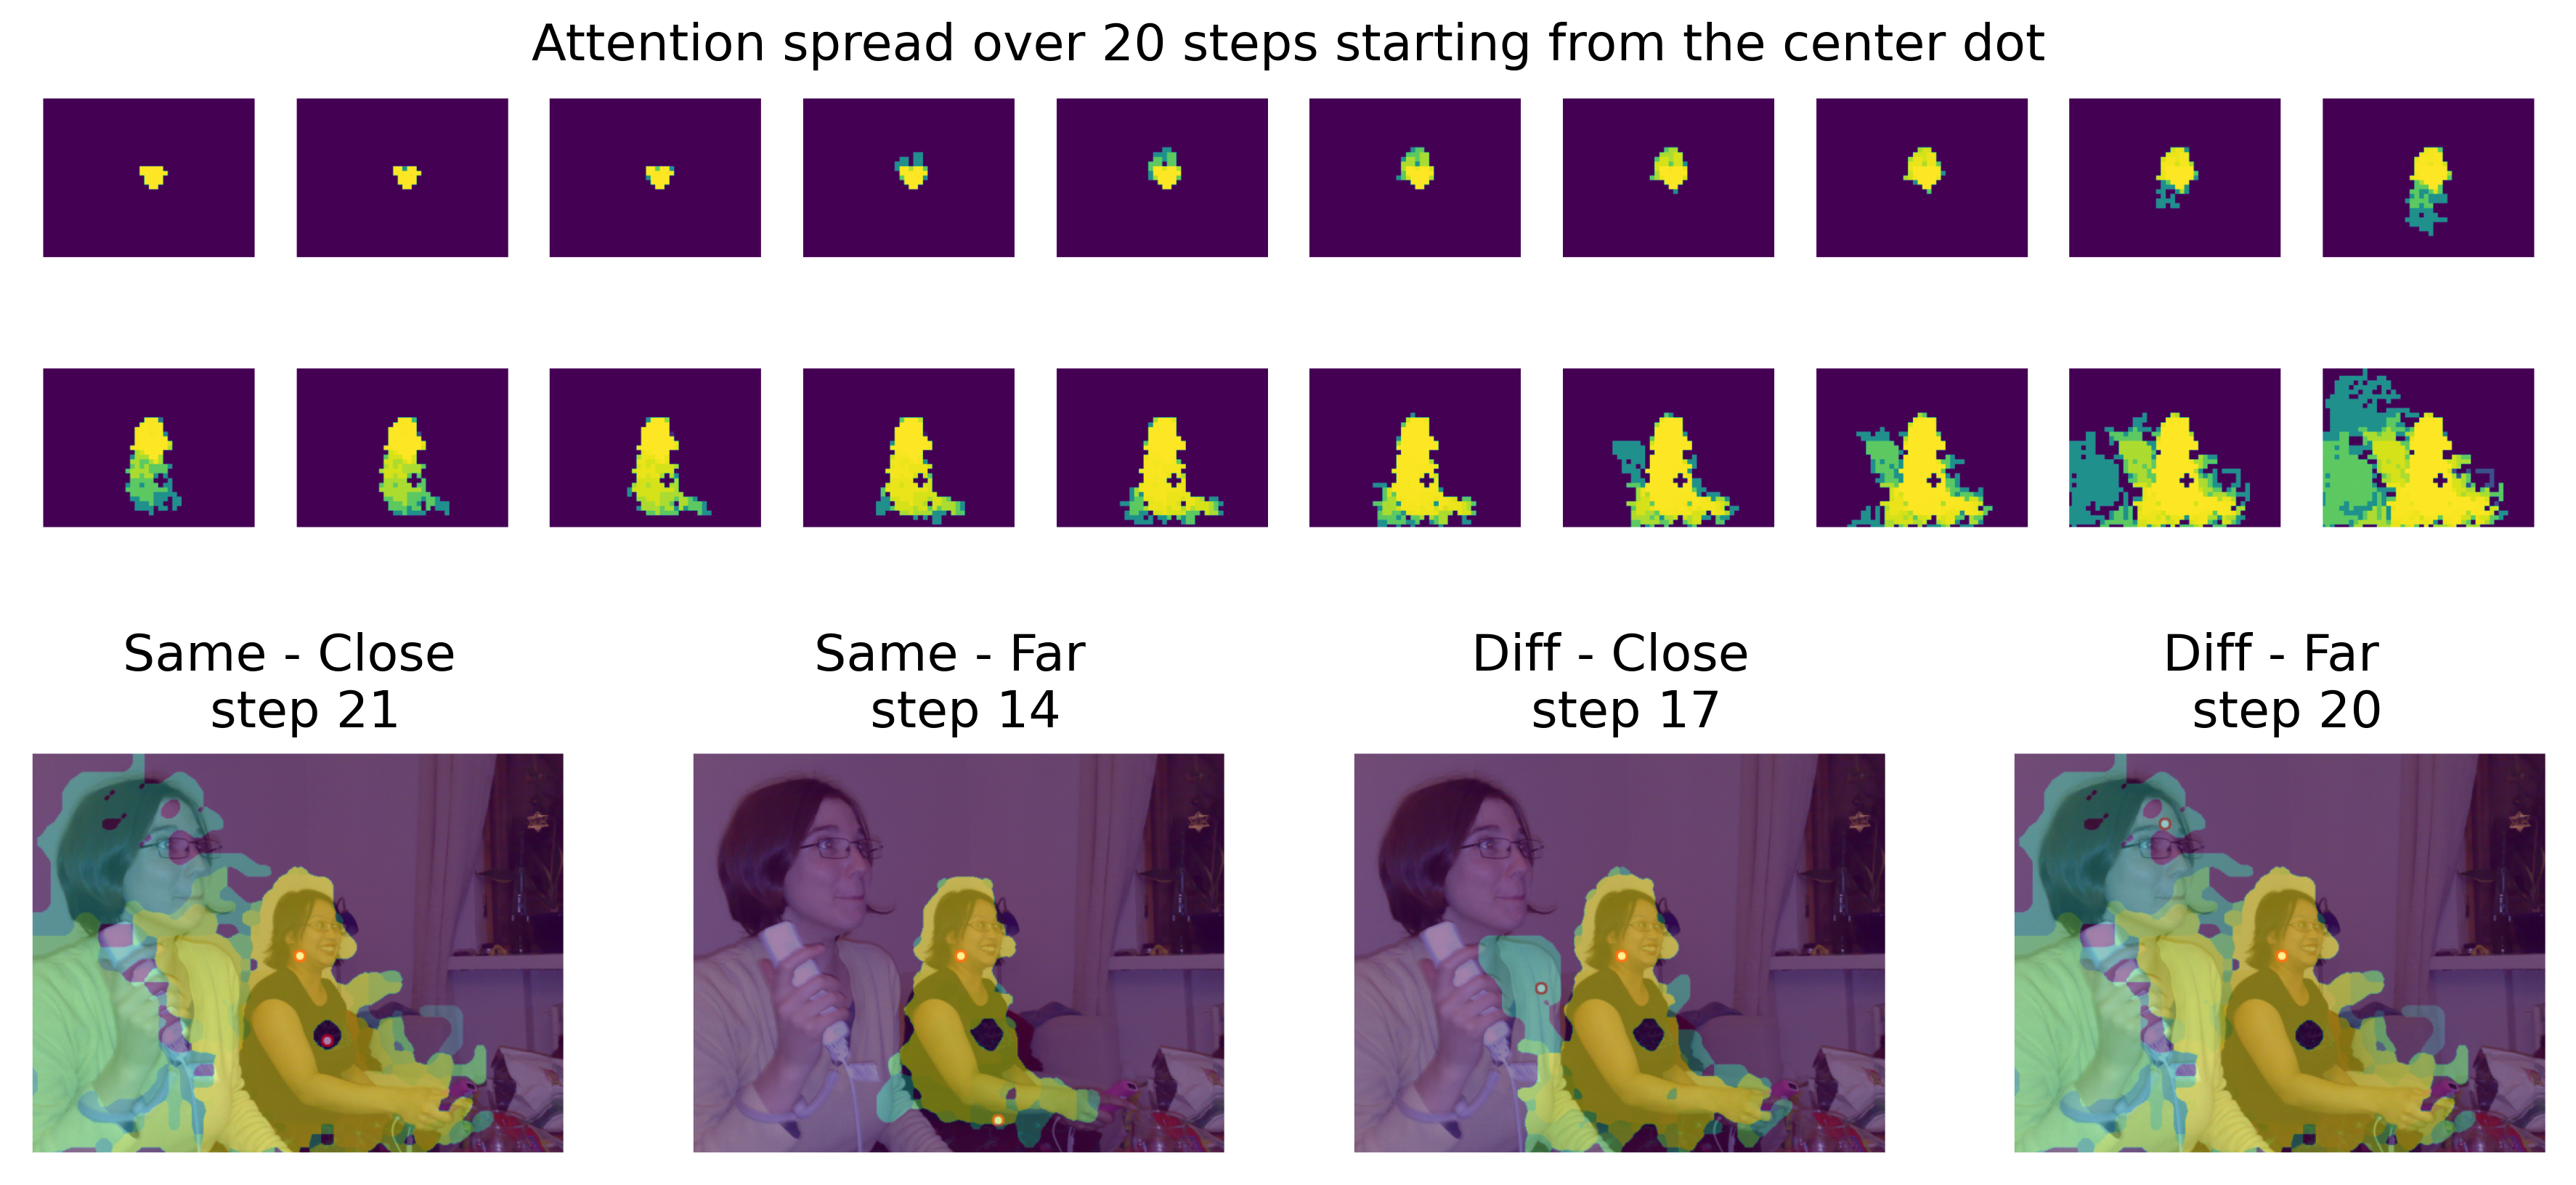 Attention spread over 20 steps starting from the center dot
Same - Close
step 21
Same - Far
step 14
Diff - Close
step 17
Diff - Far
step 20